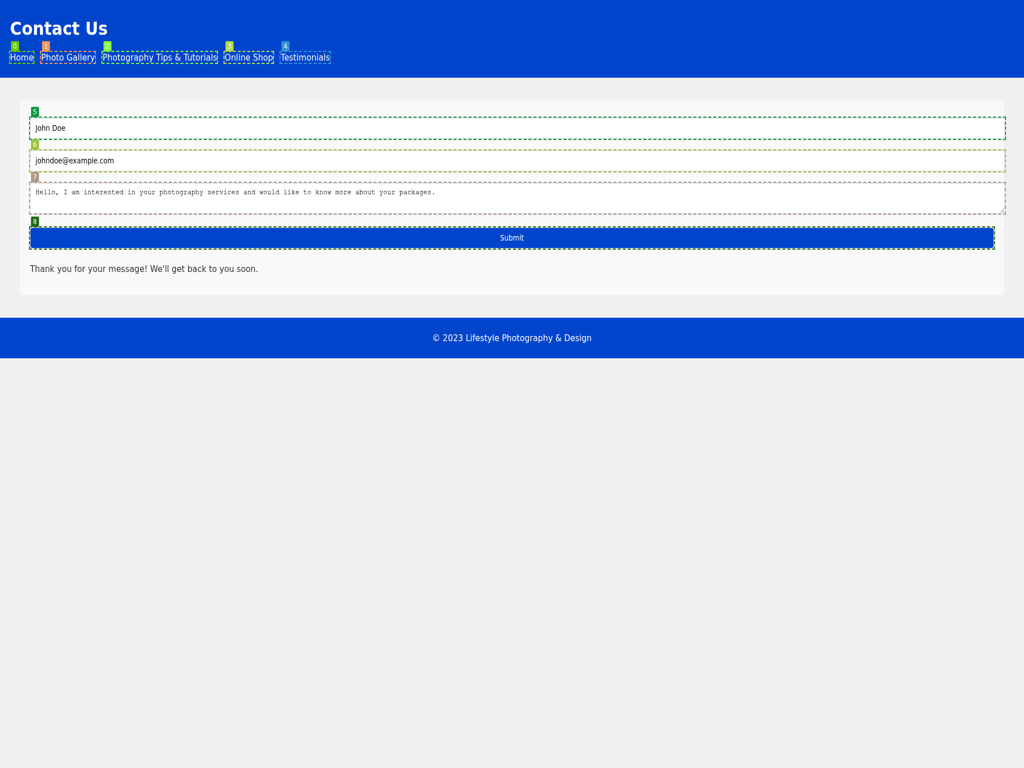 Contact Us
0 1 2 3 4
Home Photo Gallery Photography Tips & Tutorials Online Shop Testimonials
5
John Doe
6
johndoe@example.com
7
Hello, I am interested in your photography services and would like to know more about your packages.
8
Submit
Thank you for your message! We'll get back to you soon.
© 2023 Lifestyle Photography & Design